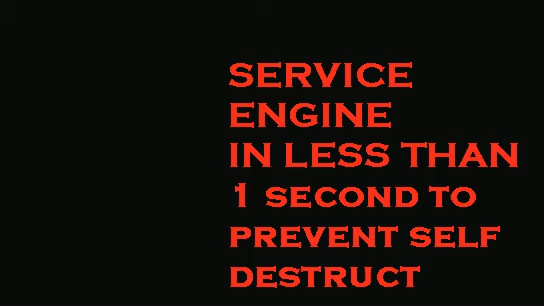 SERVICE
ENGINE
IN LESS THAN
1 SECOND TO
PREVENT SELF
DESTRUCT